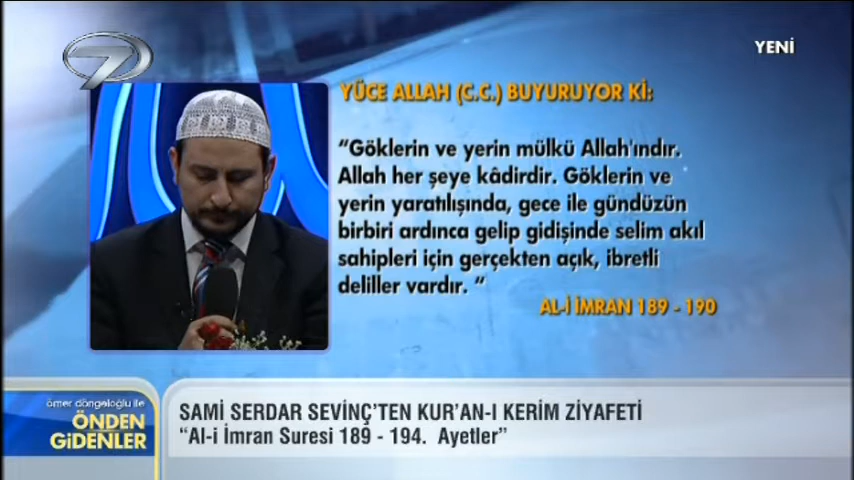 7
YENİ
YÜCE ALLAH (C.C.) BUYURUYOR Kİ:
“Göklerin ve yerin mülkü Allah'ındır.
Allah her şeye kâdirdir. Göklerin ve
yerin yaratılışında, gece ile gündüzün
birbiri ardınca gelip gidişinde selim akıl
sahipleri için gerçekten açık, ibretli
deliller vardır. “
AL-İ İMRAN 189 - 190
ömer döngeloğlu ile
ÖNDEN
GİDENLER
SAMİ SERDAR SEVİNÇ’TEN KUR’AN-I KERİM ZİYAFETİ
“Al-i İmran Suresi 189 - 194.  Ayetler”